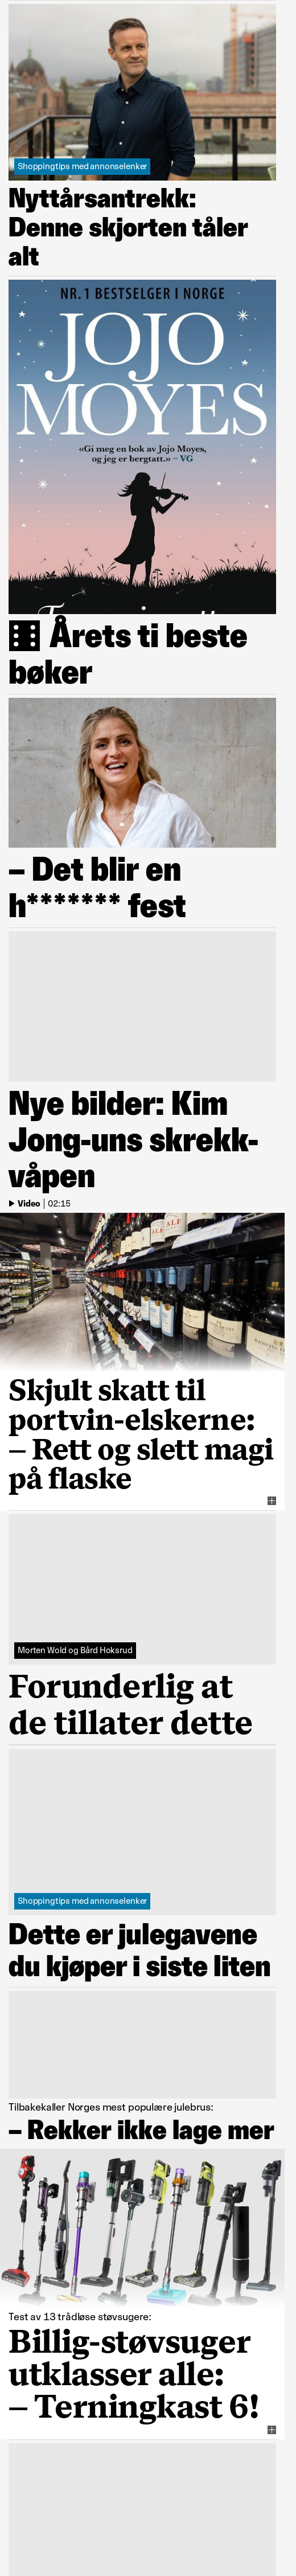 Shoppingtips med annonselenker
Nyttårsantrekk:
Denne skjorten tåler
alt
NR. 1 BESTSELGER I NORGE
JOJO
MOYES
«Gi meg en bok av Jojo Moyes,
og jeg er bergtatt.» – VG
Årets ti beste
bøker
– Det blir en
h******* fest
Nye bilder: Kim
Jong-uns skrekk-
våpen
Video | 02:15
Skjult skatt til
portvin-elskerne:
– Rett og slett magi
på flaske
Morten Wold og Bård Hoksrud
Forunderlig at
de tillater dette
Shoppingtips med annonselenker
Dette er julegavene
du kjøper i siste liten
Tilbakekaller Norges mest populære julebrus:
– Rekker ikke lage mer
Test av 13 trådløse støvsugere:
Billig-støvsuger
utklasser alle:
– Terningkast 6!